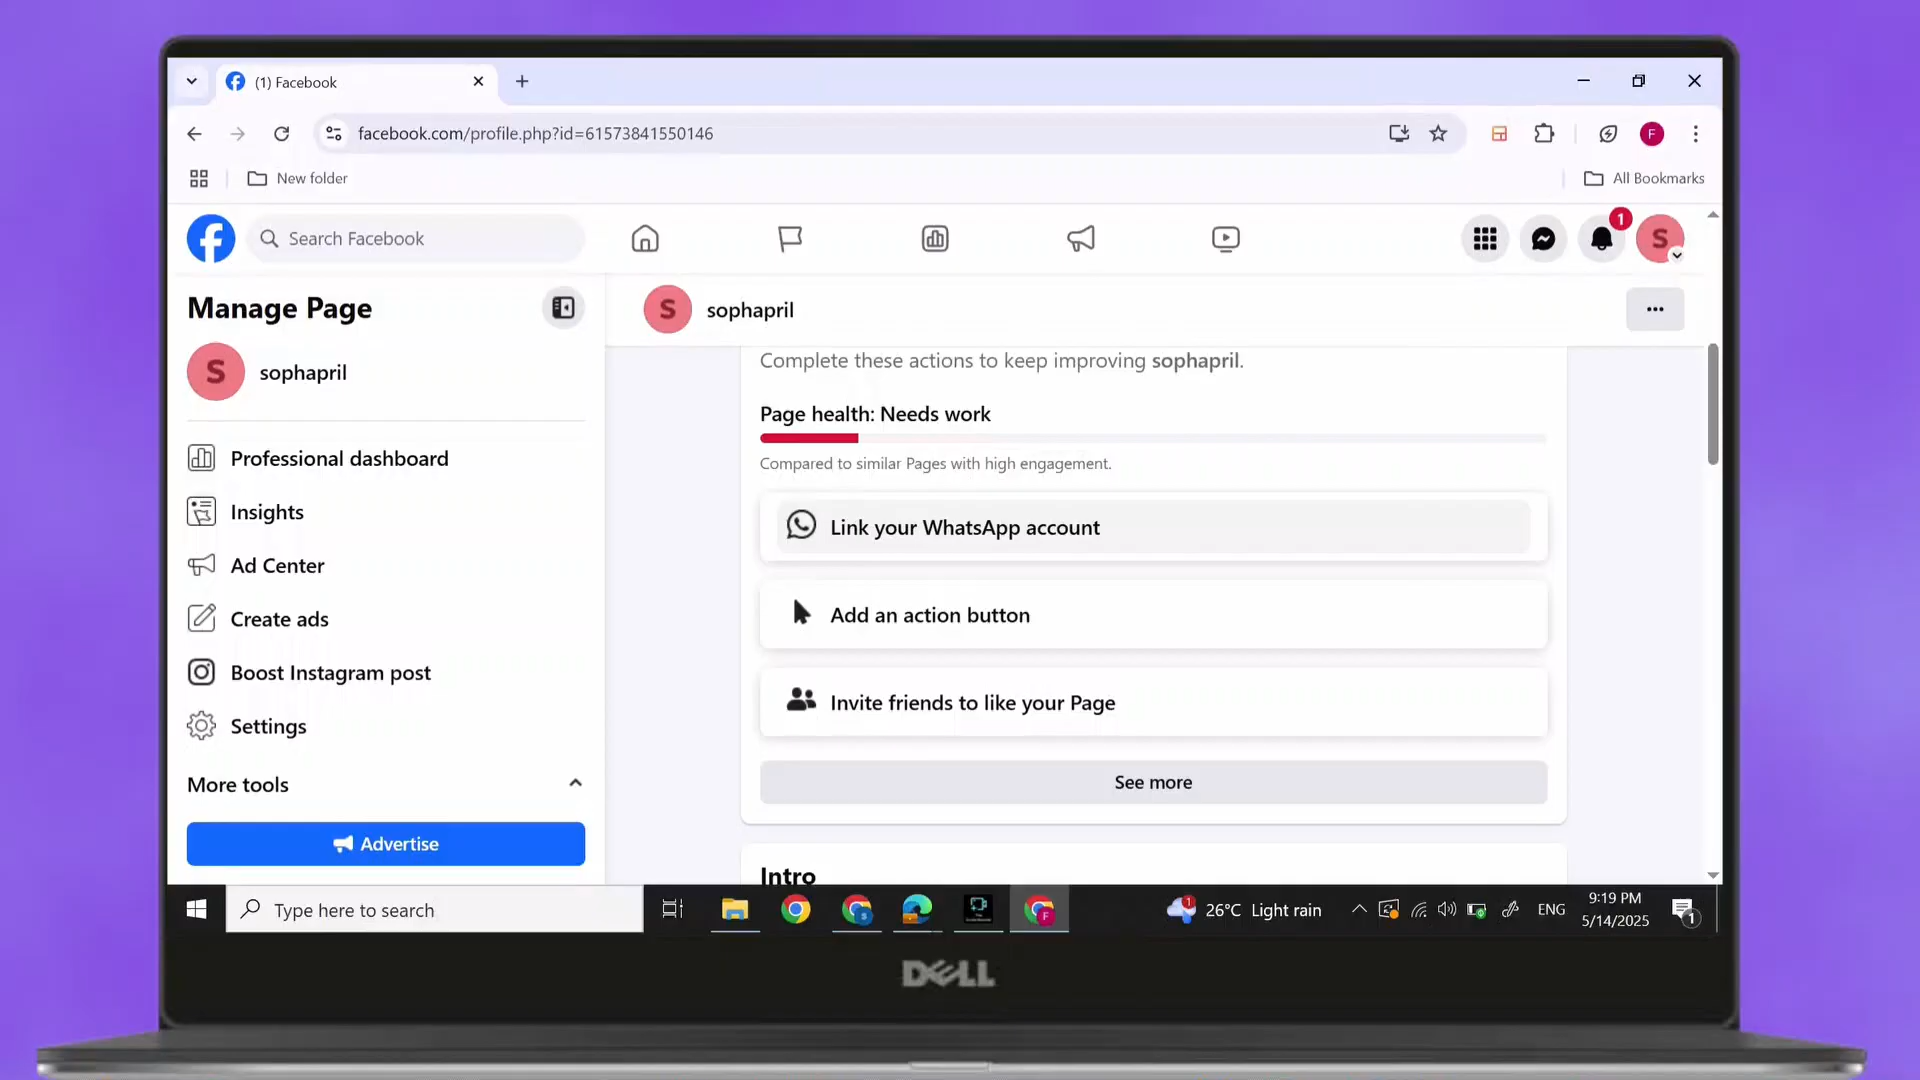 (1) Facebook
facebook.com/profile.php?id=61573841550146
F
New folder
All Bookmarks
Search Facebook
1
S
Manage Page
S sophapril
S sophapril
Professional dashboard
Insights
Ad Center
Create ads
Boost Instagram post
Settings
More tools
Advertise
Complete these actions to keep improving sophapril.
Page health: Needs work
Compared to similar Pages with high engagement.
Link your WhatsApp account
Add an action button
Invite friends to like your Page
See more
Intro
Type here to search
S
F
1
26°C Light rain
ENG
9:19 PM
5/14/2025
1
DELL